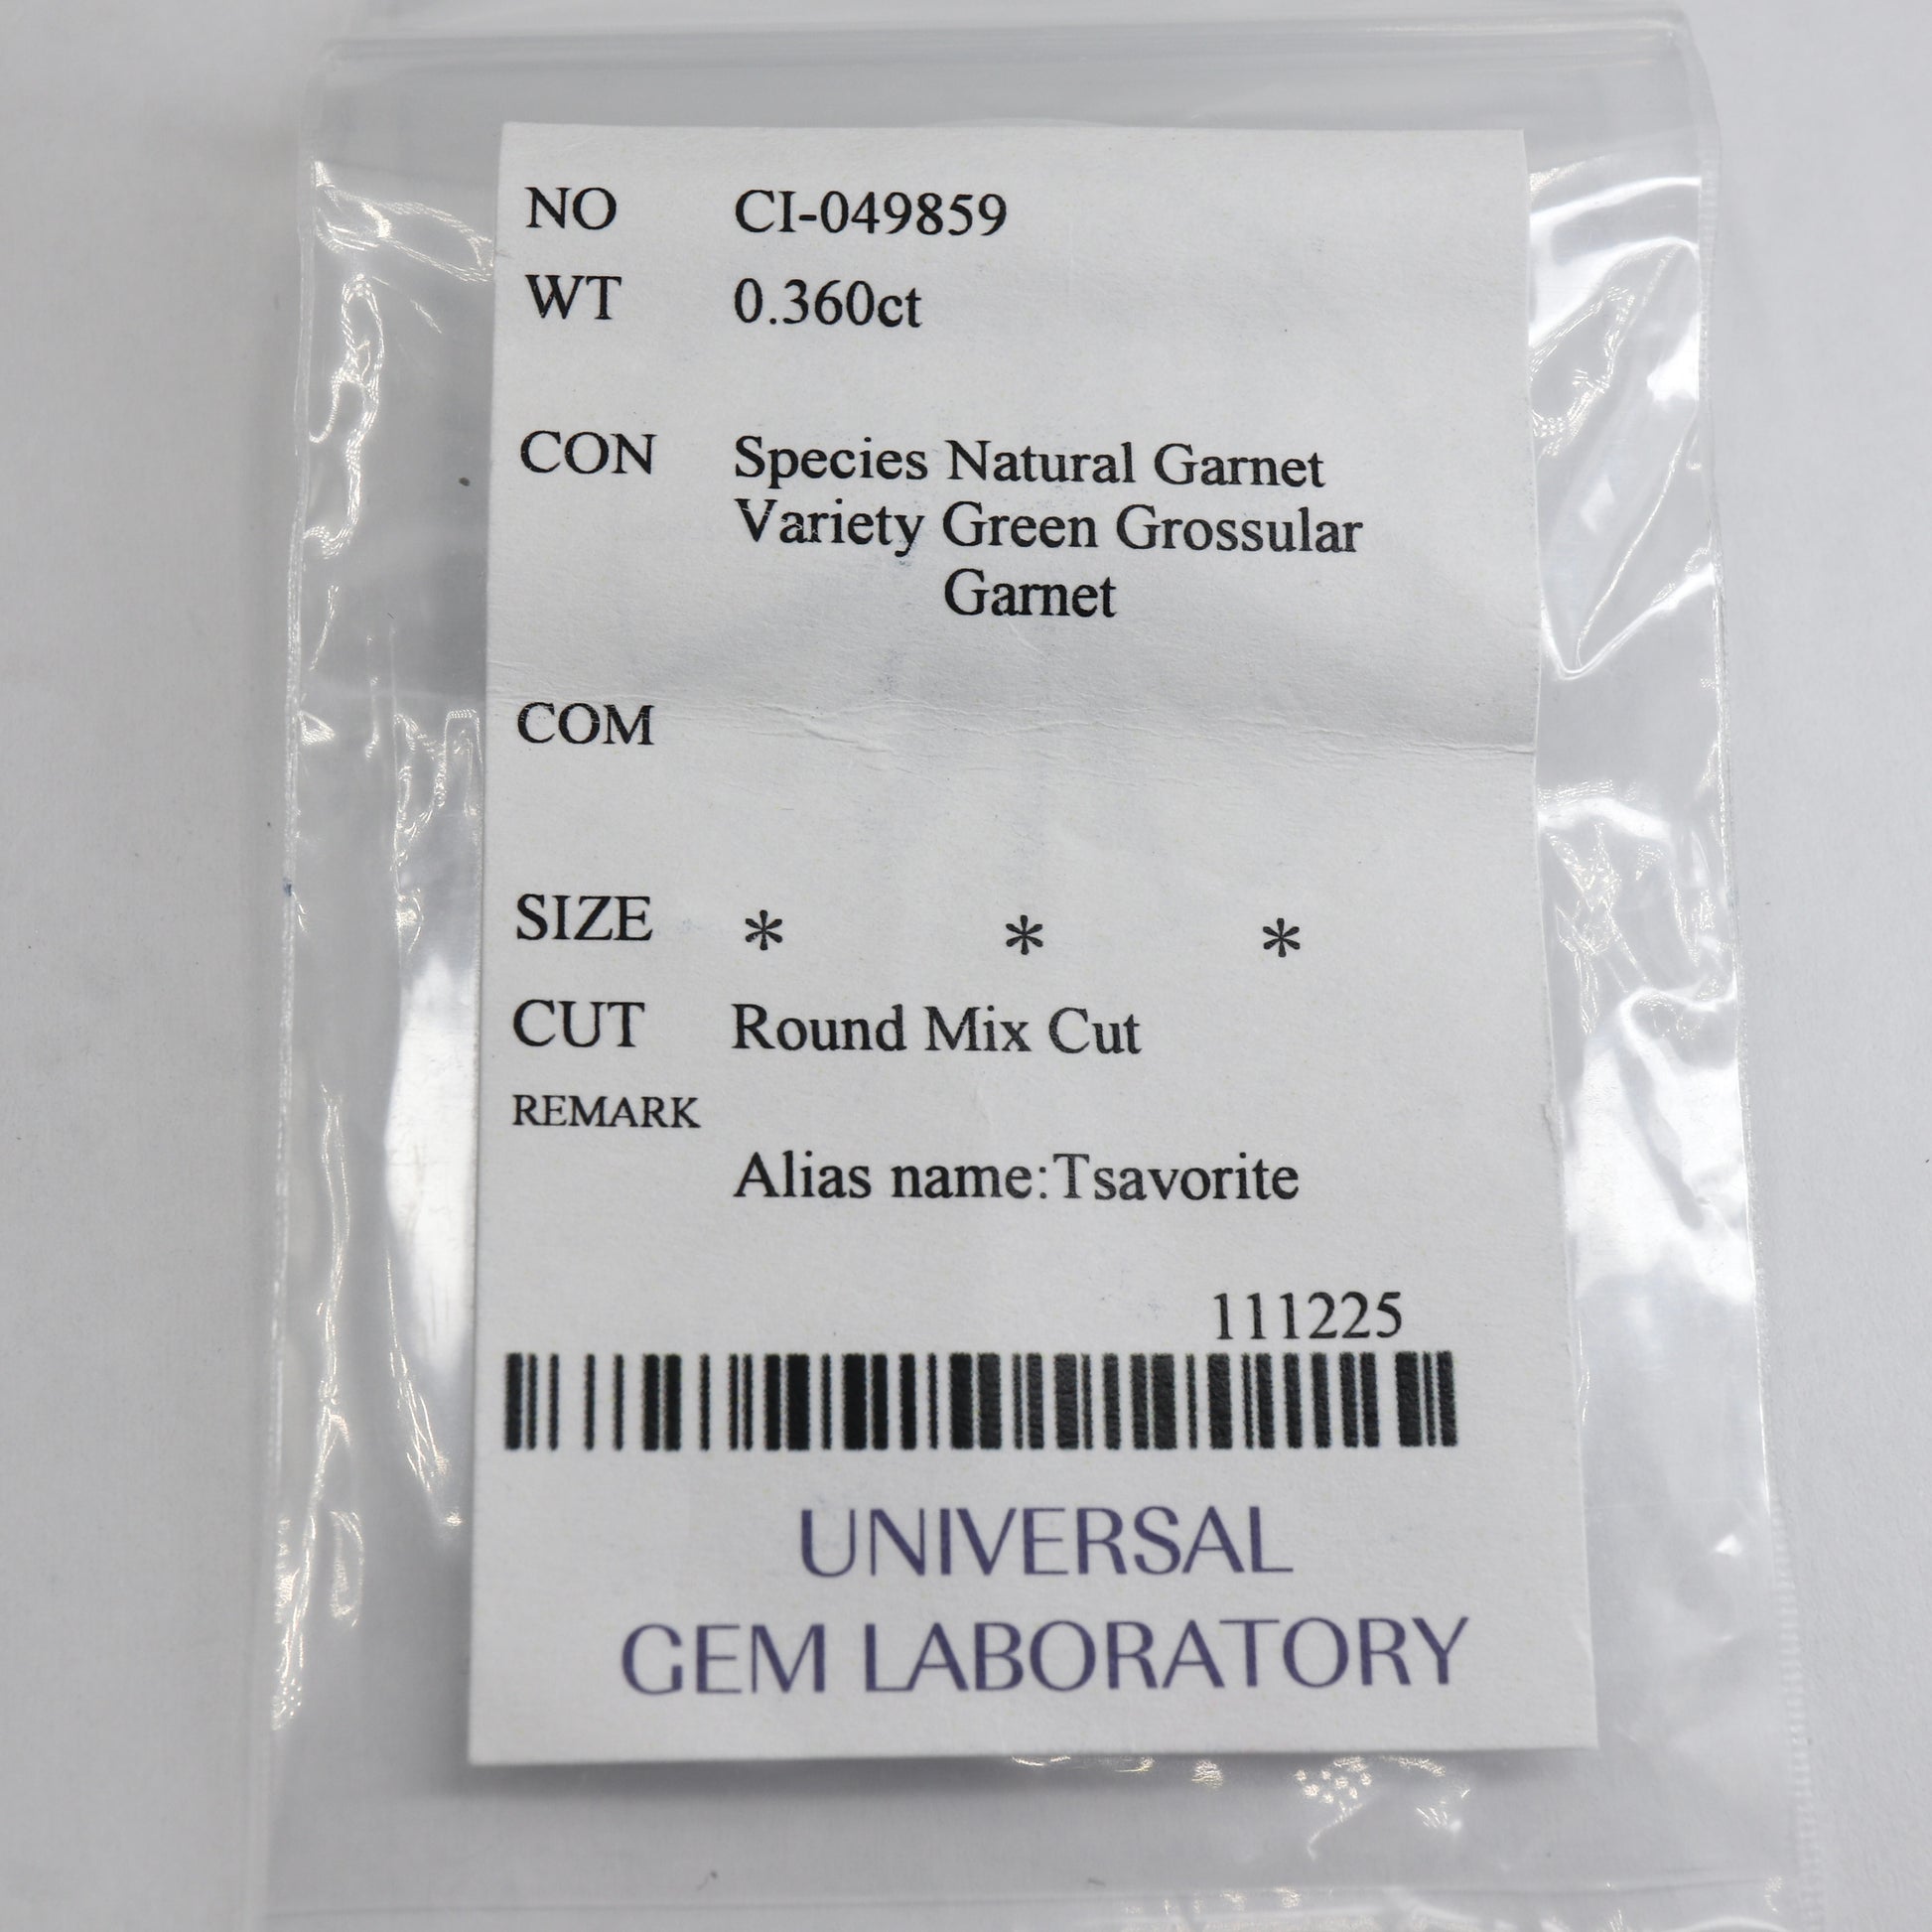 NO CI-049859
WT 0.360ct
CON Species Natural Garnet
Variety Green Grossular
Garnet
COM
SIZE * * *
CUT Round Mix Cut
REMARK
Alias name:Tsavorite
111225
UNIVERSAL
GEM LABORATORY